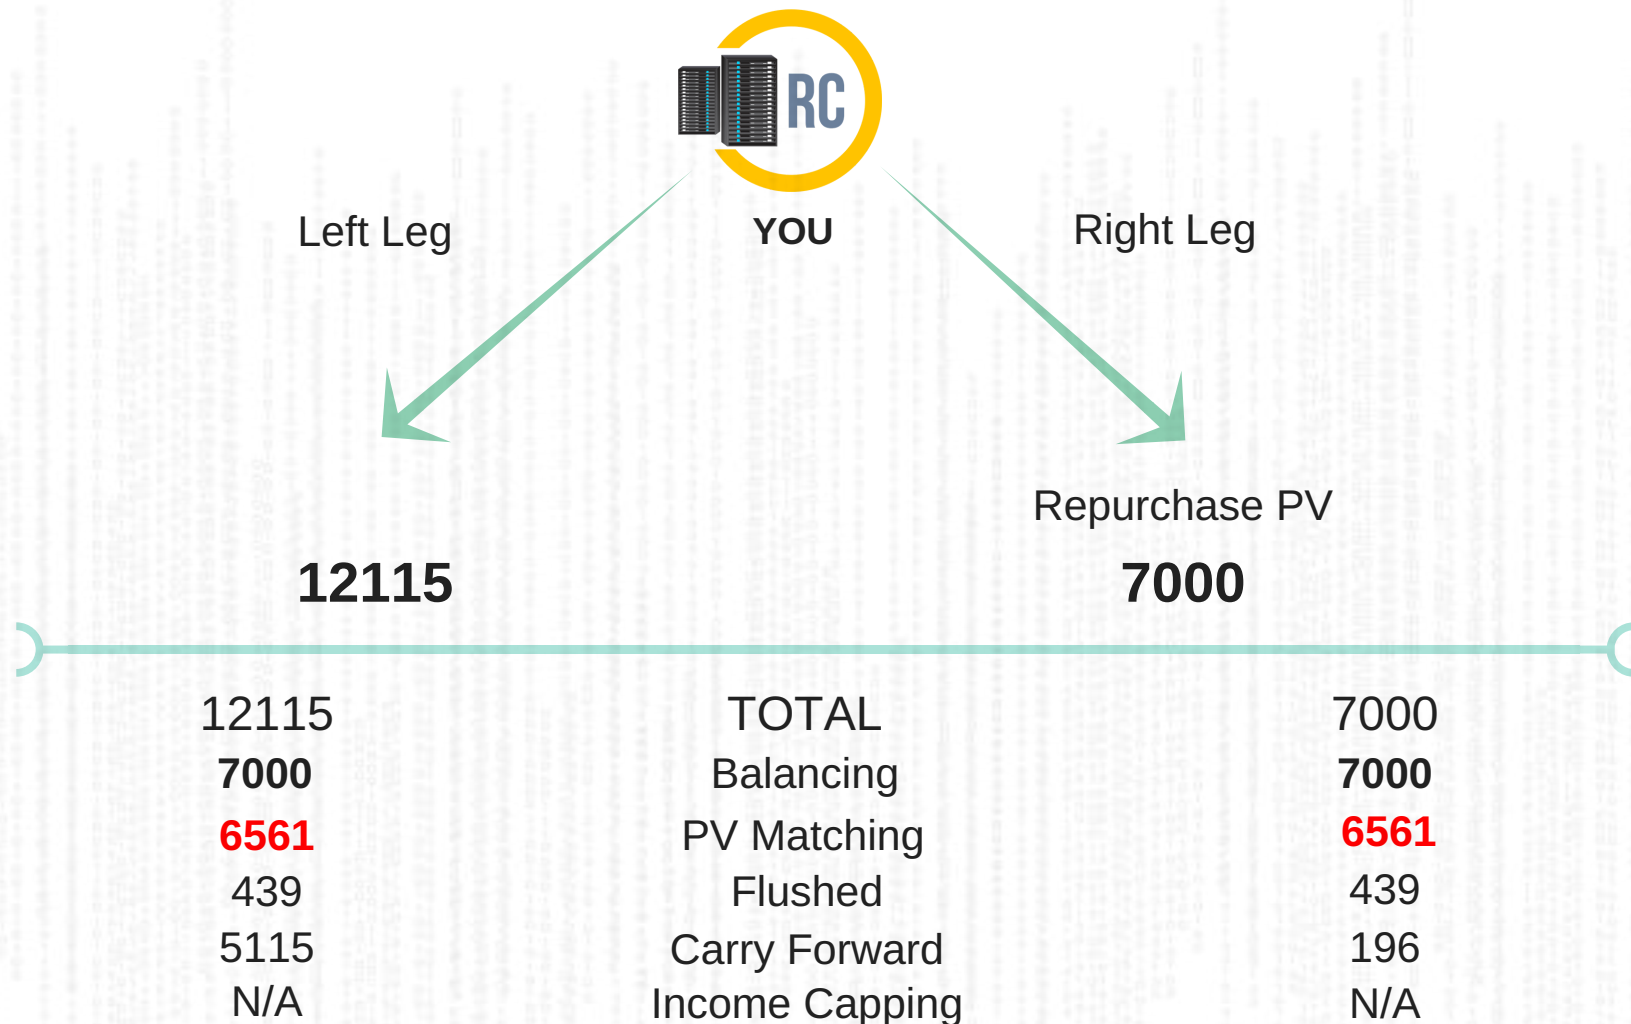 RC
Left Leg YOU Right Leg
Repurchase PV
12115 7000
12115 TOTAL 7000
7000 Balancing 7000
6561 PV Matching 6561
439 Flushed 439
5115 Carry Forward 196
N/A Income Capping N/A